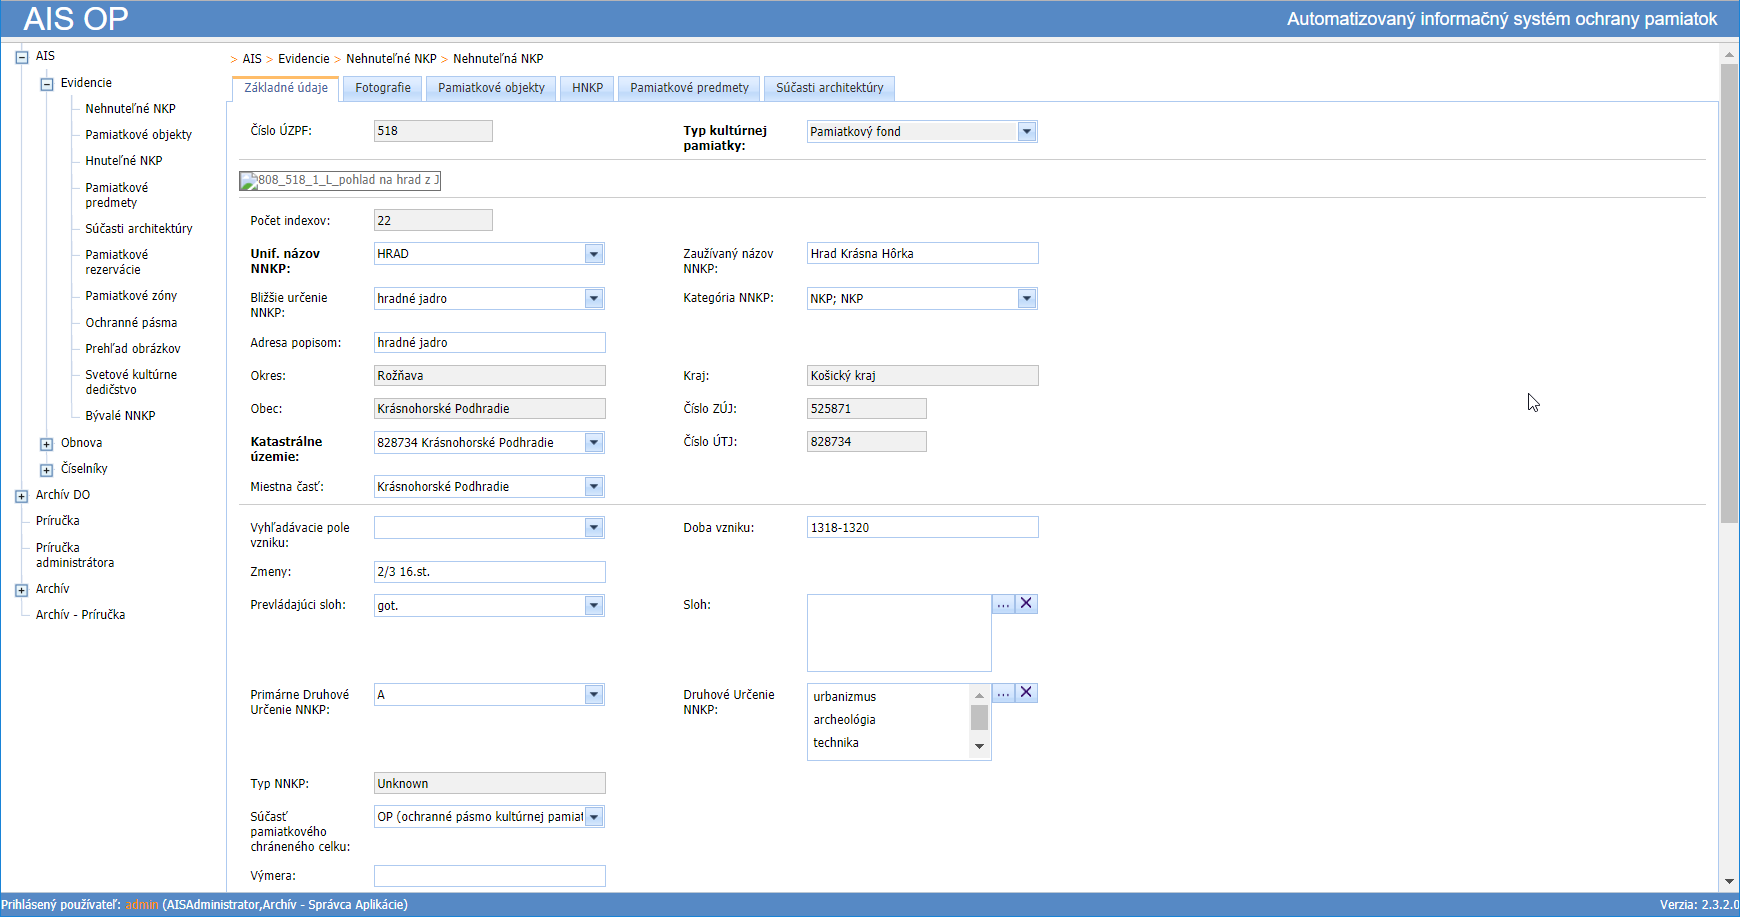 AIS OP
Automatizovaný informačný systém ochrany pamiatok
AIS
Evidencie
Nehnuteľné NKP
Pamiatkové objekty
Hnuteľné NKP
Pamiatkové
predmety
Súčasti architektúry
Pamiatkové
rezervácie
Pamiatkové zóny
Ochranné pásma
Prehľad obrázkov
Svetové kultúrne
dedičstvo
Bývalé NNKP
Obnova
Číselníky
Archív DO
Príručka
Príručka
administrátora
Archív
Archív - Príručka
> AIS > Evidencie > Nehnuteľné NKP > Nehnuteľná NKP
Základné údaje Fotografie Pamiatkové objekty HNKP Pamiatkové predmety Súčasti architektúry
Číslo ÚZPF: 518
Typ kultúrnej
pamiatky: Pamiatkový fond
808_518_1_L_pohlad na hrad z J
Počet indexov: 22
Unif. názov
NNKP: HRAD
Zaužívaný názov
NNKP: Hrad Krásna Hôrka
Bližšie určenie
NNKP: hradné jadro
Kategória NNKP: NKP; NKP
Adresa popisom: hradné jadro
Okres: Rožňava
Kraj: Košický kraj
Obec: Krásnohorské Podhradie
Číslo ZÚJ: 525871
Katastrálne
územie: 828734 Krásnohorské Podhradie
Číslo ÚTJ: 828734
Miestna časť: Krásnohorské Podhradie
Vyhľadávacie pole
vzniku:
Doba vzniku: 1318-1320
Zmeny: 2/3 16.st.
Prevládajúci sloh: got.
Sloh: ...
Primárne Druhové
Určenie NNKP: A
Druhové Určenie
NNKP: ...
urbanizmus
archeológia
technika
Typ NNKP: Unknown
Súčasť
pamiatkového
chráneného celku: OP (ochranné pásmo kultúrnej pamiat
Výmera:
Prihlásený používateľ: admin (AISAdministrator,Archív - Správca Aplikácie)
Verzia: 2.3.2.0